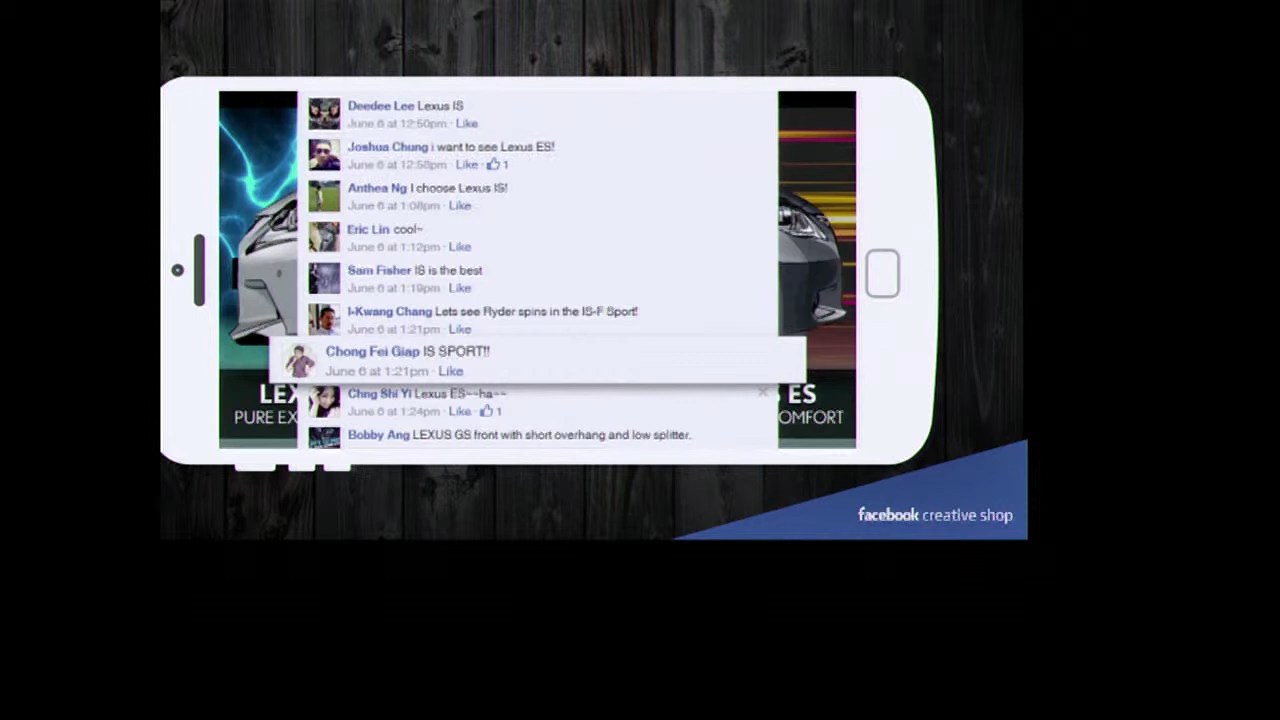 Deedee Lee Lexus IS
June 6 at 12:50pm · Like
Joshua Chung i want to see Lexus ES!
June 6 at 12:58pm · Like · 1
Anthea Ng I choose Lexus IS!
June 6 at 1:08pm · Like
Eric Lin cool~
June 6 at 1:12pm · Like
Sam Fisher IS is the best
June 6 at 1:19pm · Like
I-Kwang Chang Lets see Ryder spins in the IS-F Sport!
June 6 at 1:21pm · Like
Chong Fei Giap IS SPORT!!
June 6 at 1:21pm · Like
Chng Shi Yi Lexus ES~~ha~~
June 6 at 1:24pm · Like · 1
Bobby Ang LEXUS GS front with short overhang and low splitter.
LEX
PURE EX
ES
OMFORT
facebook creative shop